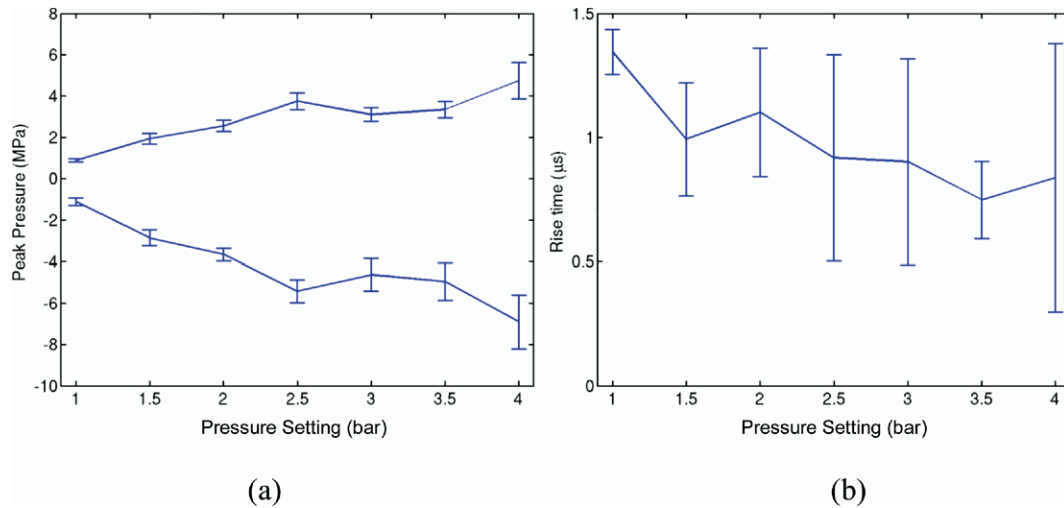 8
6
4
2
0
-2
-4
-6
-8
-10
Peak Pressure (MPa)
1 1.5 2 2.5 3 3.5 4
Pressure Setting (bar)
(a)
1.5
1
0.5
0
Rise time (μs)
1 1.5 2 2.5 3 3.5 4
Pressure Setting (bar)
(b)